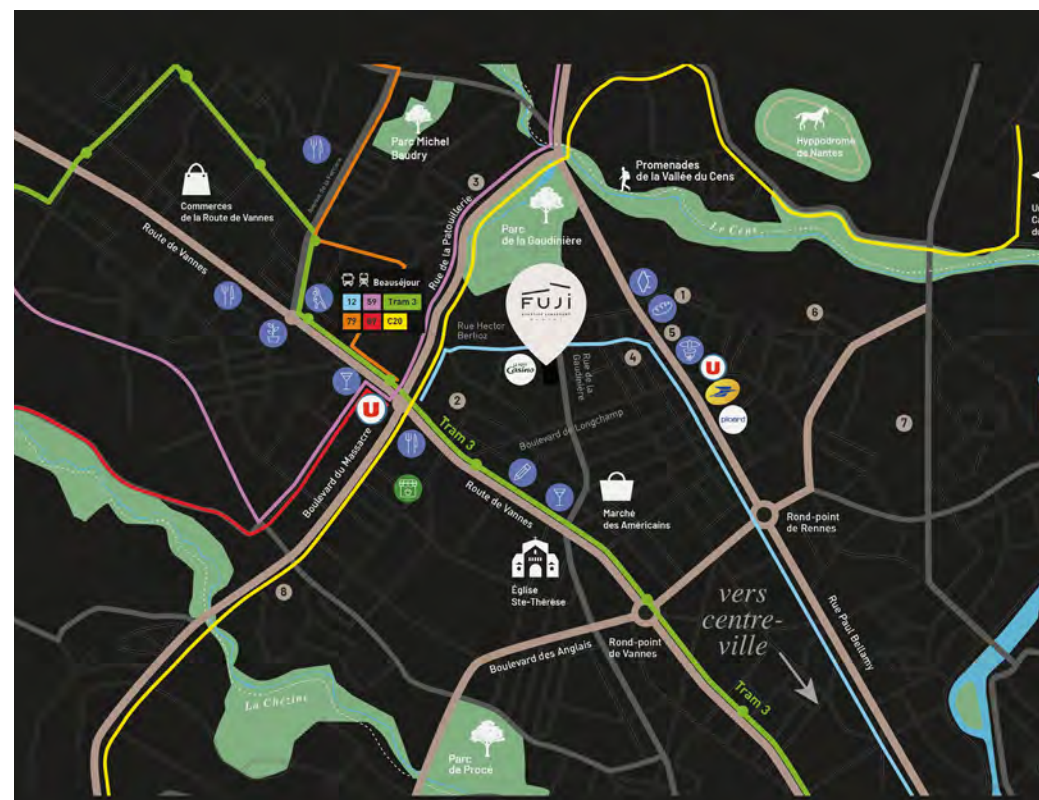 Parc Michel
Baudry
Hyppodrome
de Nantes
Promenades
de la Vallée du Cens
Le Cens
3
Commerces
de la Route de Vannes
Route de Vannes
Rue de la Patouillerie
Parc
de la Gaudinière
Beauséjour
12 59 Tram 3
79 C20
FUJI
Rue Hector
Berlioz
Casino
Rue de la
Gaudinière
1
5
4
6
U
picard
7
2
U
Tram 3
Boulevard de Longchamp
Boulevard du Massacre
Route de Vannes
Marché
des Américains
Rond-point
de Rennes
Église
Ste-Thérèse
8
vers
centre-
ville
Rue Paul Bellamy
Boulevard des Anglais
Rond-point
de Vannes
Tram 3
La Chézine
Parc
de Procé